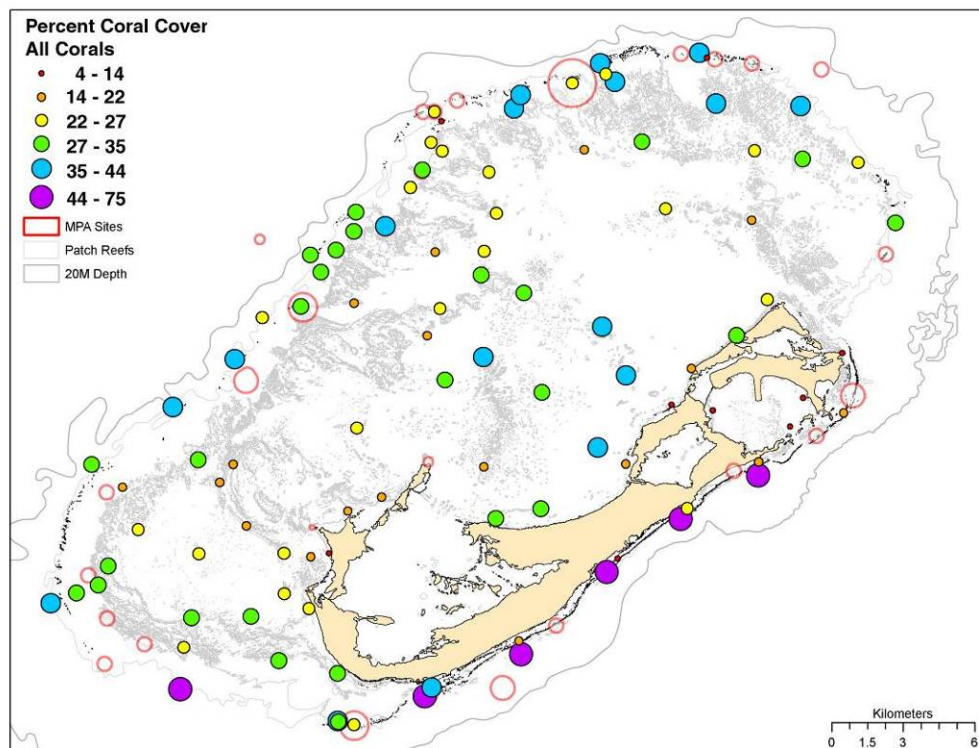 Percent Coral Cover
All Corals
4 - 14
14 - 22
22 - 27
27 - 35
35 - 44
44 - 75
MPA Sites
Patch Reefs
20M Depth
Kilometers
0 1.5 3 6